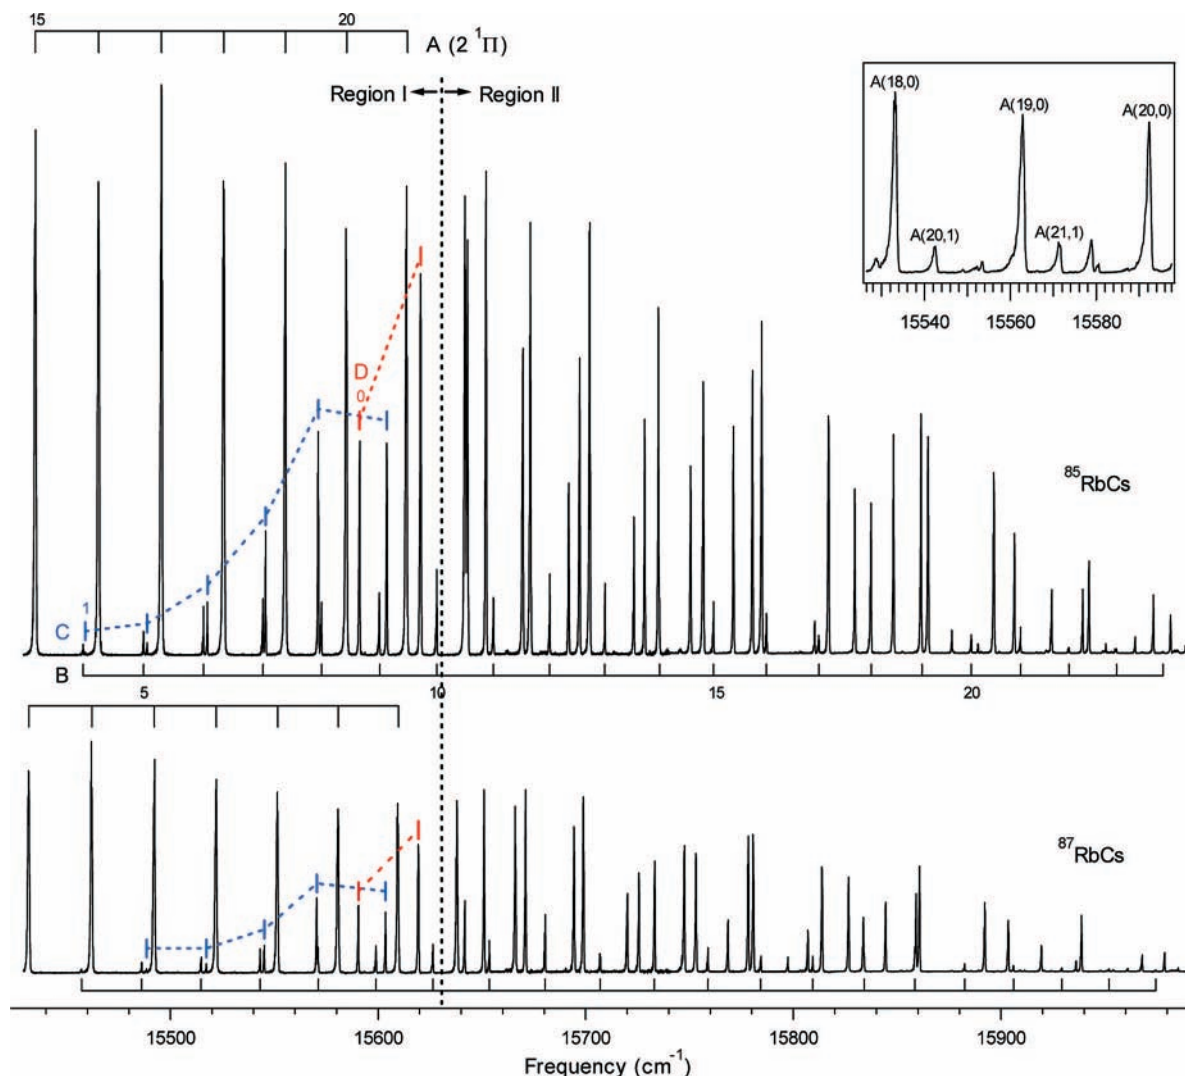 15 20
A (2 ¹Π)
Region I Region II
A(18,0) A(19,0) A(20,0)
A(20,1) A(21,1)
15540 15560 15580
D
0
⁸⁵RbCs
1
C
B
5 10 15 20
⁸⁷RbCs
15500 15600 15700 15800 15900
Frequency (cm⁻¹)